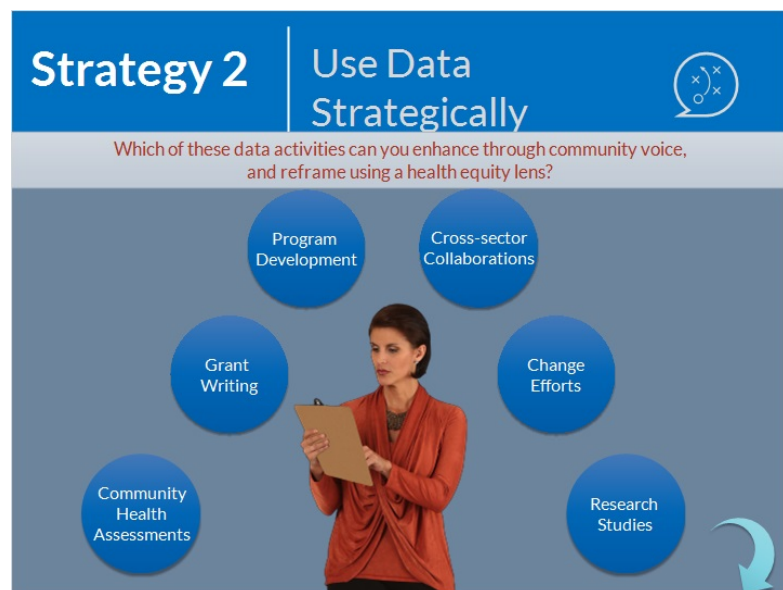 Strategy 2
Use Data
Strategically
Which of these data activities can you enhance through community voice,
and reframe using a health equity lens?
Program
Development
Cross-sector
Collaborations
Grant
Writing
Change
Efforts
Community
Health
Assessments
Research
Studies